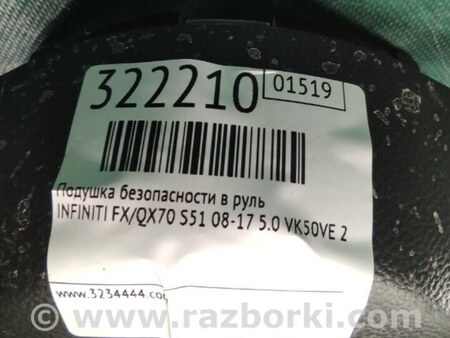 322210
01519
Подушка безопасности в руль
INFINITI FX/QX70 S51 08-17 5.0 VK50VE 2
www.3234444.co
© www.razborki.com